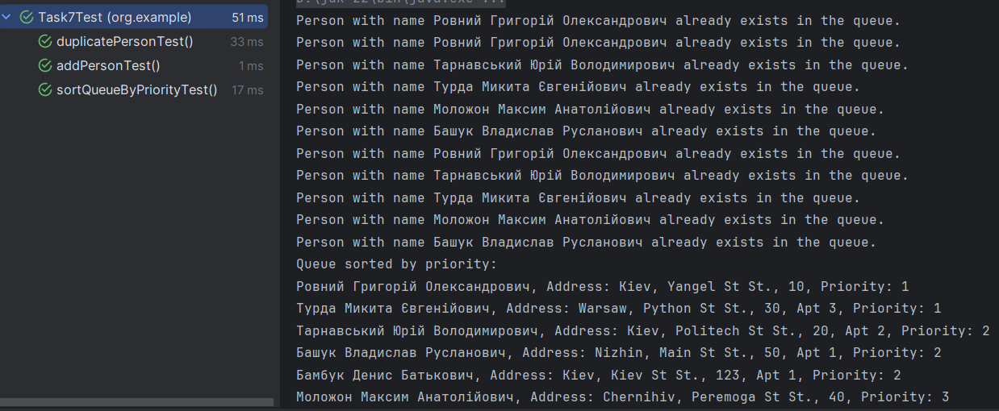 Task7Test (org.example) 51 ms
duplicatePersonTest() 33 ms
addPersonTest() 1 ms
sortQueueByPriorityTest() 17 ms
Person with name Ровний Григорій Олександрович already exists in the queue.
Person with name Ровний Григорій Олександрович already exists in the queue.
Person with name Тарнавський Юрій Володимирович already exists in the queue.
Person with name Турда Микита Євгенійович already exists in the queue.
Person with name Моложон Максим Анатолійович already exists in the queue.
Person with name Башук Владислав Русланович already exists in the queue.
Person with name Ровний Григорій Олександрович already exists in the queue.
Person with name Тарнавський Юрій Володимирович already exists in the queue.
Person with name Турда Микита Євгенійович already exists in the queue.
Person with name Моложон Максим Анатолійович already exists in the queue.
Person with name Башук Владислав Русланович already exists in the queue.
Queue sorted by priority:
Ровний Григорій Олександрович, Address: Kiev, Yangel St St., 10, Priority: 1
Турда Микита Євгенійович, Address: Warsaw, Python St St., 30, Apt 3, Priority: 1
Тарнавський Юрій Володимирович, Address: Kiev, Politech St St., 20, Apt 2, Priority: 2
Башук Владислав Русланович, Address: Nizhin, Main St St., 50, Apt 1, Priority: 2
Бамбук Денис Батькович, Address: Kiev, Kiev St St., 123, Apt 1, Priority: 2
Моложон Максим Анатолійович, Address: Chernihiv, Peremoga St St., 40, Priority: 3